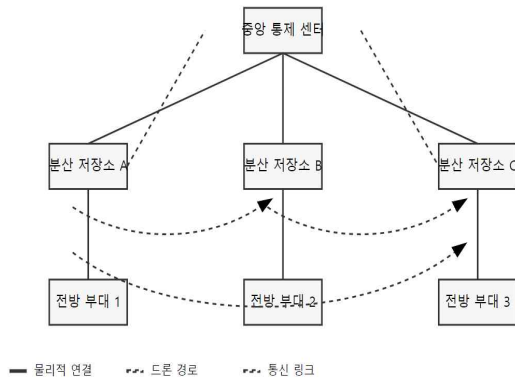 중앙 통제 센터
분산 저장소 A
분산 저장소 B
분산 저장소 C
전방 부대 1
전방 부대 2
전방 부대 3
물리적 연결
드론 경로
통신 링크